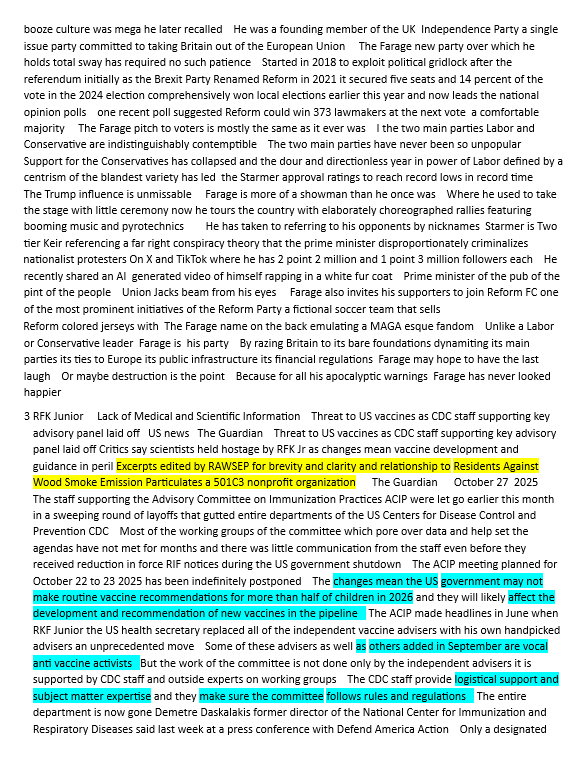 booze culture was mega he later recalled    He was a founding member of the UK  Independence Party a single
issue party committed to taking Britain out of the European Union     The Farage new party over which he
holds total sway has required no such patience    Started in 2018 to exploit political gridlock after the
referendum initially as the Brexit Party Renamed Reform in 2021 it secured five seats and 14 percent of the
vote in the 2024 election comprehensively won local elections earlier this year and now leads the national
opinion polls    one recent poll suggested Reform could win 373 lawmakers at the next vote  a comfortable
majority     The Farage pitch to voters is mostly the same as it ever was    I the two main parties Labor and
Conservative are indistinguishably contemptible    The two main parties have never been so unpopular
Support for the Conservatives has collapsed and the dour and directionless year in power of Labor defined by a
centrism of the blandest variety has led  the Starmer approval ratings to reach record lows in record time
The Trump influence is unmissable    Farage is more of a showman than he once was    Where he used to take
the stage with little ceremony now he tours the country with elaborately choreographed rallies featuring
booming music and pyrotechnics      He has taken to referring to his opponents by nicknames  Starmer is Two
tier Keir referencing a far right conspiracy theory that the prime minister disproportionately criminalizes
nationalist protesters On X and TikTok where he has 2 point 2 million and 1 point 3 million followers each    He
recently shared an AI  generated video of himself rapping in a white fur coat    Prime minister of the pub of the
pint of the people    Union Jacks beam from his eyes     Farage also invites his supporters to join Reform FC one
of the most prominent initiatives of the Reform Party a fictional soccer team that sells
Reform colored jerseys with  The Farage name on the back emulating a MAGA esque fandom    Unlike a Labor
or Conservative leader  Farage is  his party    By razing Britain to its bare foundations dynamiting its main
parties its ties to Europe its public infrastructure its financial regulations  Farage may hope to have the last
laugh    Or maybe destruction is the point    Because for all his apocalyptic warnings  Farage has never looked
happier
3 RFK Junior     Lack of Medical and Scientific Information    Threat to US vaccines as CDC staff supporting key
advisory panel laid off   US news   The Guardian    Threat to US vaccines as CDC staff supporting key advisory
panel laid off Critics say scientists held hostage by RFK Jr as changes mean vaccine development and
guidance in peril Excerpts edited by RAWSEP for brevity and clarity and relationship to Residents Against
Wood Smoke Emission Particulates a 501C3 nonprofit organization     The Guardian     October 27  2025
The staff supporting the Advisory Committee on Immunization Practices ACIP were let go earlier this month
in a sweeping round of layoffs that gutted entire departments of the US Centers for Disease Control and
Prevention CDC    Most of the working groups of the committee which pore over data and help set the
agendas have not met for months and there was little communication from the staff even before they
received reduction in force RIF notices during the US government shutdown    The ACIP meeting planned for
October 22 to 23 2025 has been indefinitely postponed    The changes mean the US government may not
make routine vaccine recommendations for more than half of children in 2026 and they will likely affect the
development and recommendation of new vaccines in the pipeline   The ACIP made headlines in June when
RKF Junior the US health secretary replaced all of the independent vaccine advisers with his own handpicked
advisers an unprecedented move    Some of these advisers as well as others added in September are vocal
anti vaccine activists   But the work of the committee is not done only by the independent advisers it is
supported by CDC staff and outside experts on working groups    The CDC staff provide logistical support and
subject matter expertise and they make sure the committee follows rules and regulations   The entire
department is now gone Demetre Daskalakis former director of the National Center for Immunization and
Respiratory Diseases said last week at a press conference with Defend America Action    Only a designated